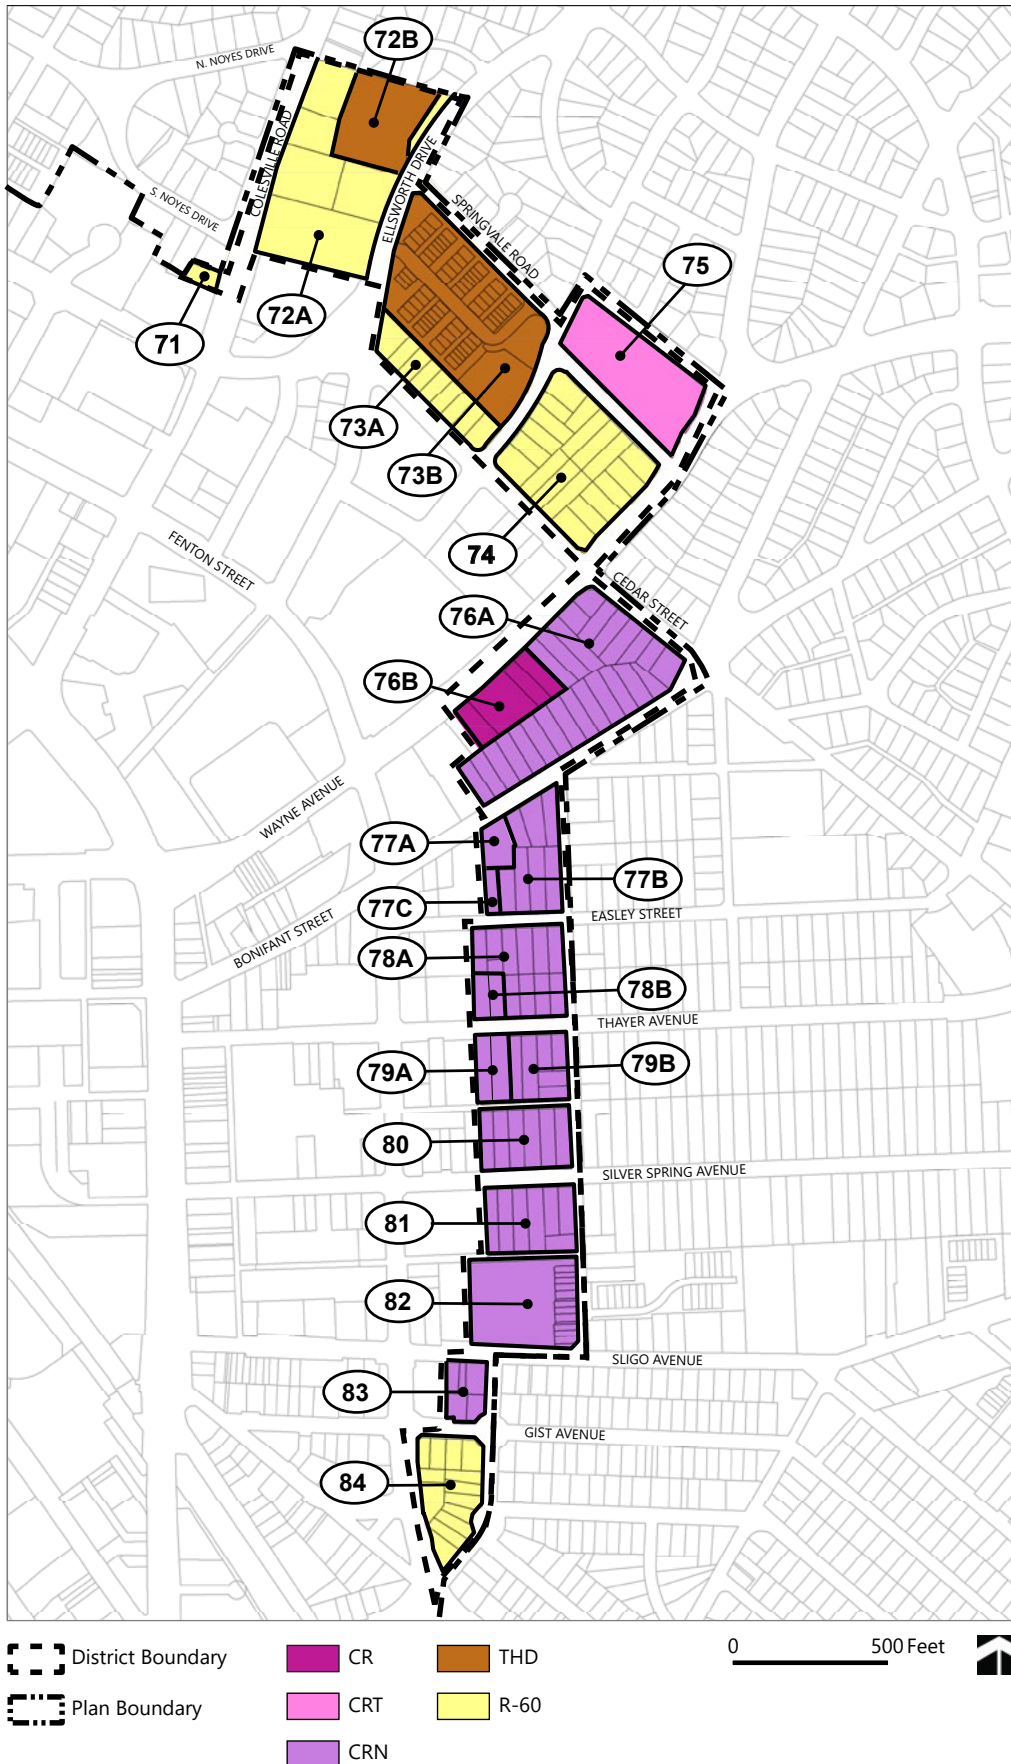 72B
N. NOYES DRIVE
COLESVILLE ROAD
ELLSWORTH DRIVE
S. NOYES DRIVE
SPRINGVALE ROAD
75
72A
71
73A
73B
74
FENTON STREET
CEDAR STREET
76A
76B
WAYNE AVENUE
77A
77B
77C
EASLEY STREET
BONIFANT STREET
78A
78B
THAYER AVENUE
79A
79B
80
SILVER SPRING AVENUE
81
82
SLIGO AVENUE
83
GIST AVENUE
84
District Boundary
Plan Boundary
CR
CRT
CRN
THD
R-60
0 500 Feet